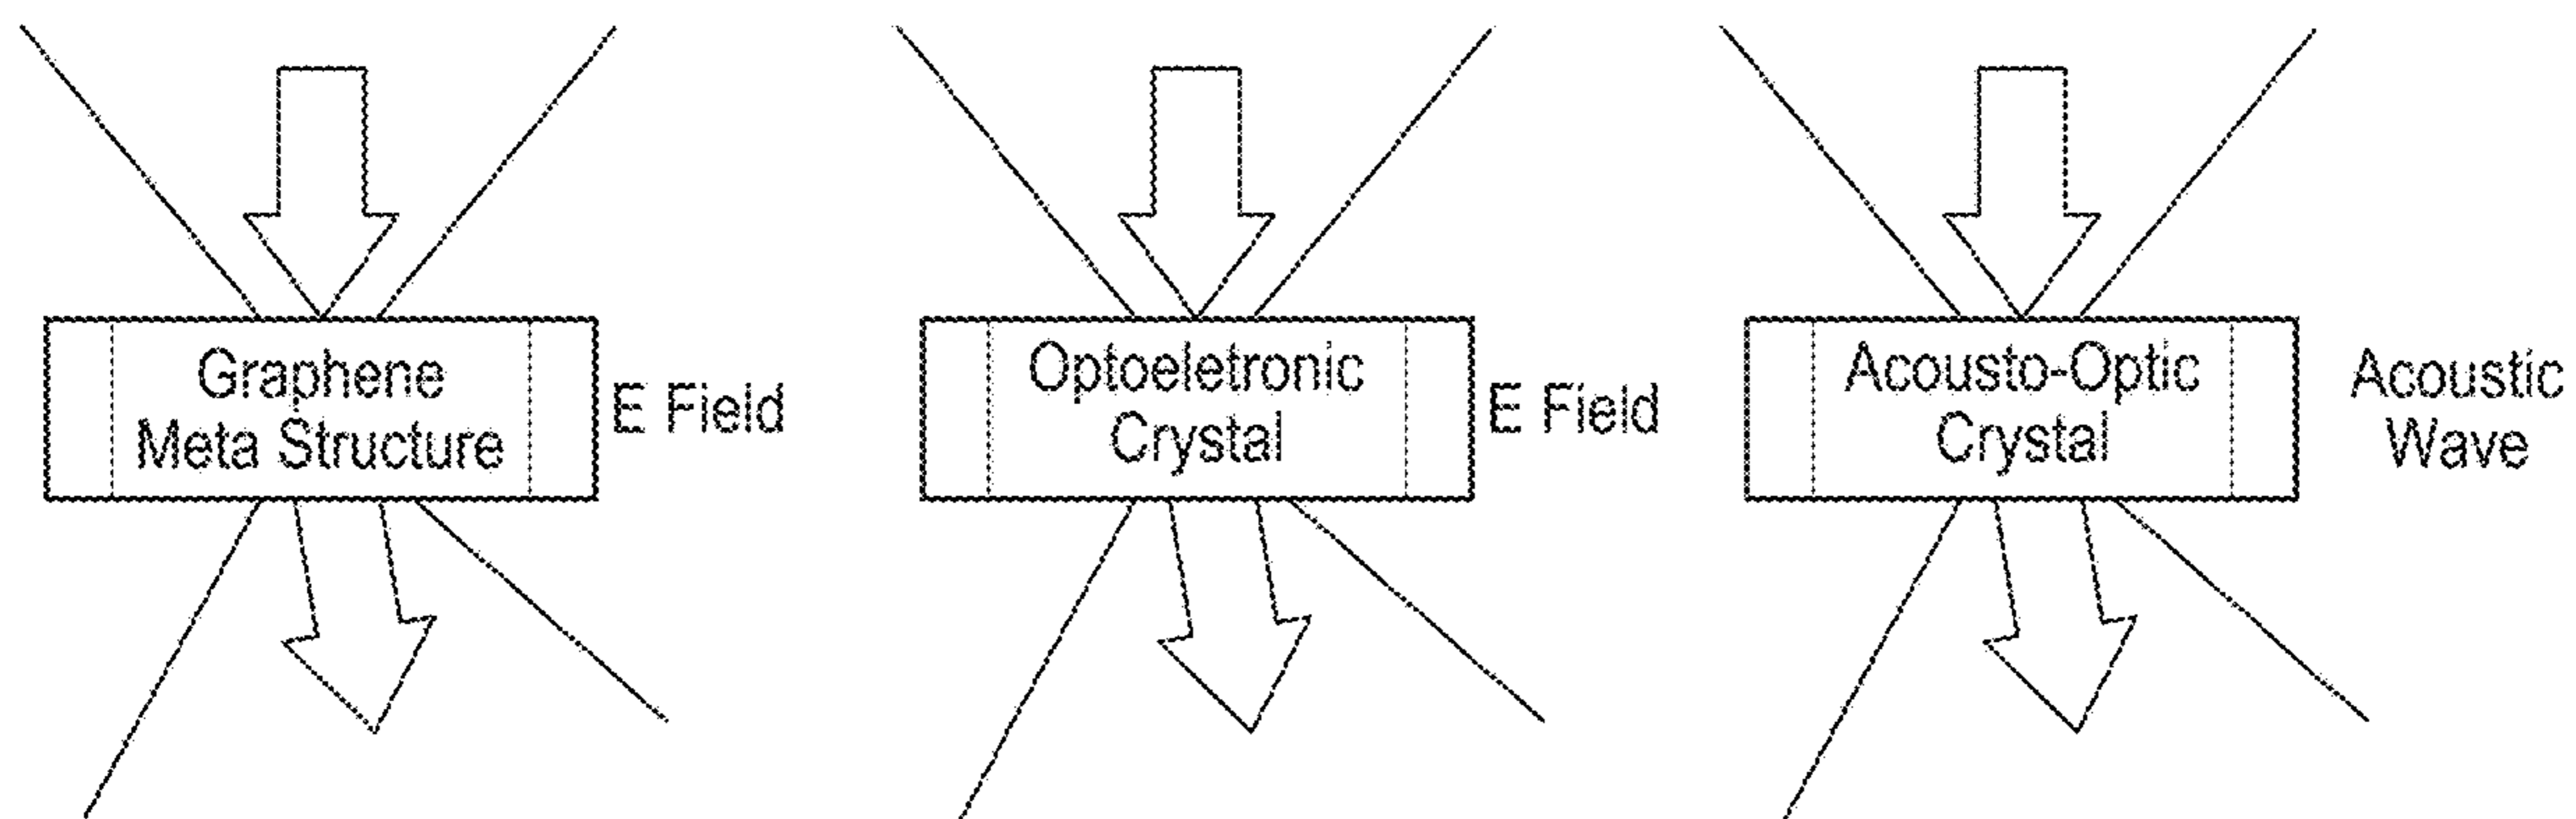 Graphene
Meta Structure
E Field
Optoeletronic
Crystal
E Field
Acousto-Optic
Crystal
Acoustic
Wave